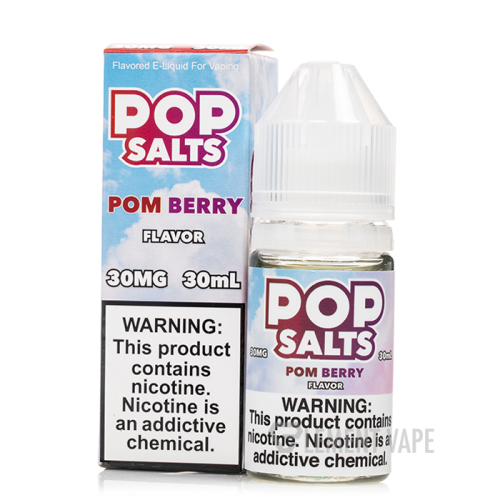 Flavored E-Liquid For Vaping
POP
SALTS
POM BERRY
FLAVOR
30MG 30mL
WARNING:
This product
contains
nicotine.
Nicotine is
an addictive
chemical.
POP
SALTS
30MG
30mL
POM BERRY
FLAVOR
WARNING:
This product contains
nicotine. Nicotine is an
addictive chemical.
ELEMENT VAPE